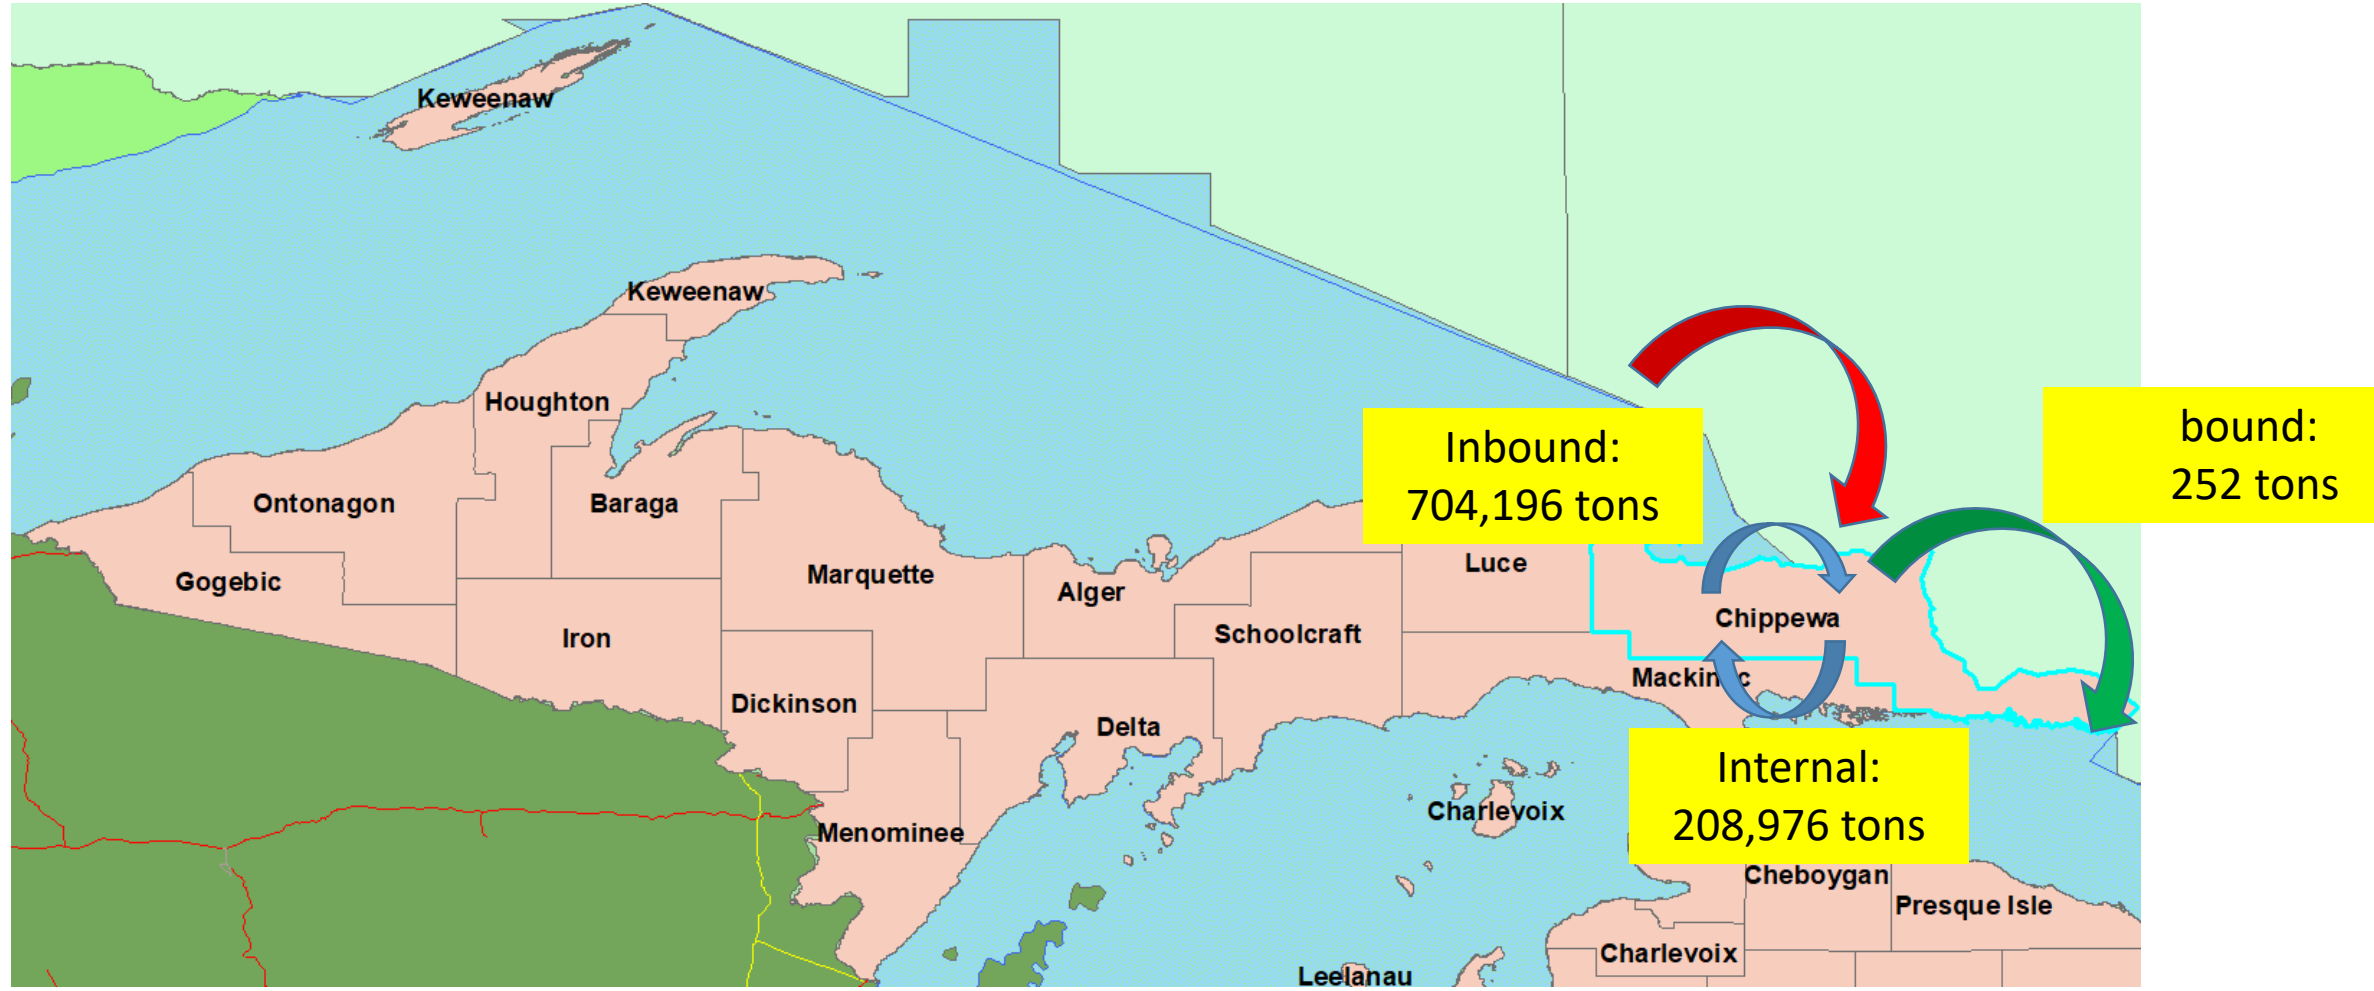 Keweenaw
Keweenaw
Houghton
Inbound:
704,196 tons
bound:
252 tons
Ontonagon
Baraga
Luce
Marquette
Gogebic
Alger
Chippewa
Schoolcraft
Iron
Mackin c
Dickinson
Delta
Internal:
208,976 tons
Charlevoix
Menominee
Cheboygan
Presque Isle
Charlevoix
Leelanau